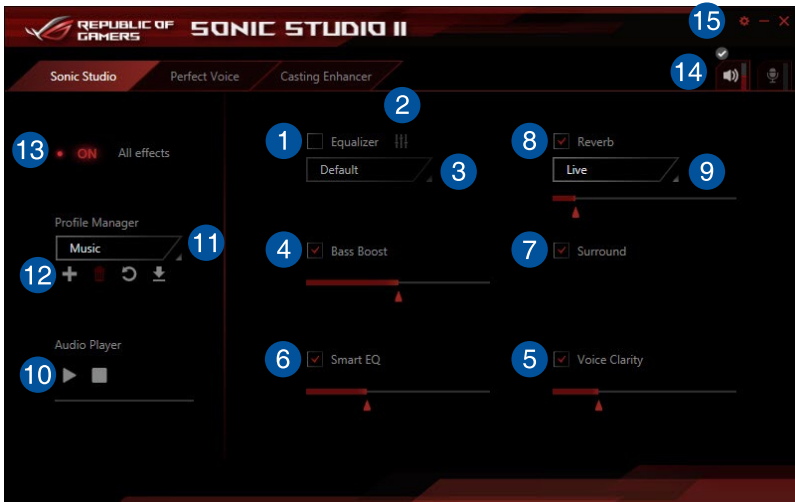 REPUBLIC OF
GAMERS
SONIC STUDIO II
15
Sonic Studio
Perfect Voice
Casting Enhancer
14
2
13
ON
All effects
1
Equalizer
8
Reverb
Default
3
Live
9
Profile Manager
Music
11
4
Bass Boost
7
Surround
12
Audio Player
10
6
Smart EQ
5
Voice Clarity